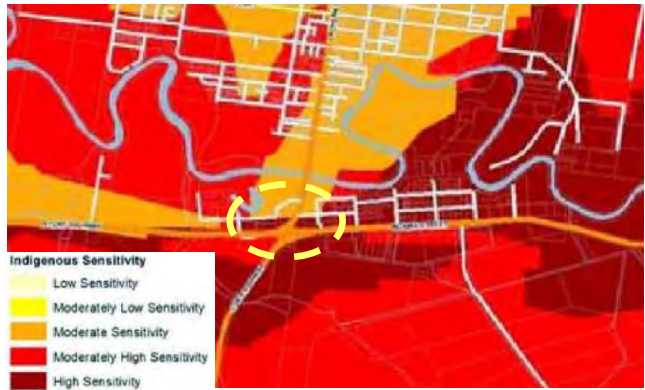 Indigenous Sensitivity
Low Sensitivity
Moderately Low Sensitivity
Moderate Sensitivity
Moderately High Sensitivity
High Sensitivity